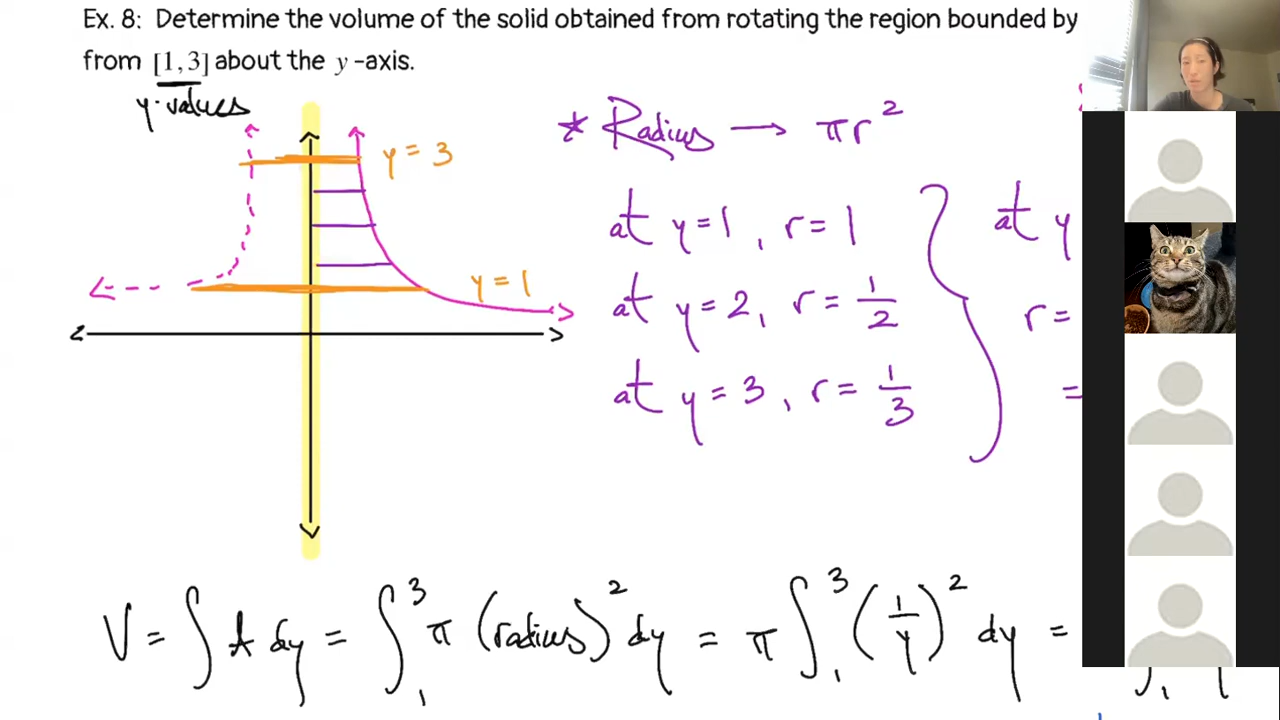 Ex. 8: Determine the volume of the solid obtained from rotating the region bounded by
from [1,3] about the y-axis.
y-values
y = 3
y = 1
* Radius → πr²
at y=1, r=1
at y=2, r=1/2
at y=3, r=1/3
at y
r=
=
V = ∫ A dy = ∫₁³ π (radius)² dy = π ∫₁³ (1/y)² dy =